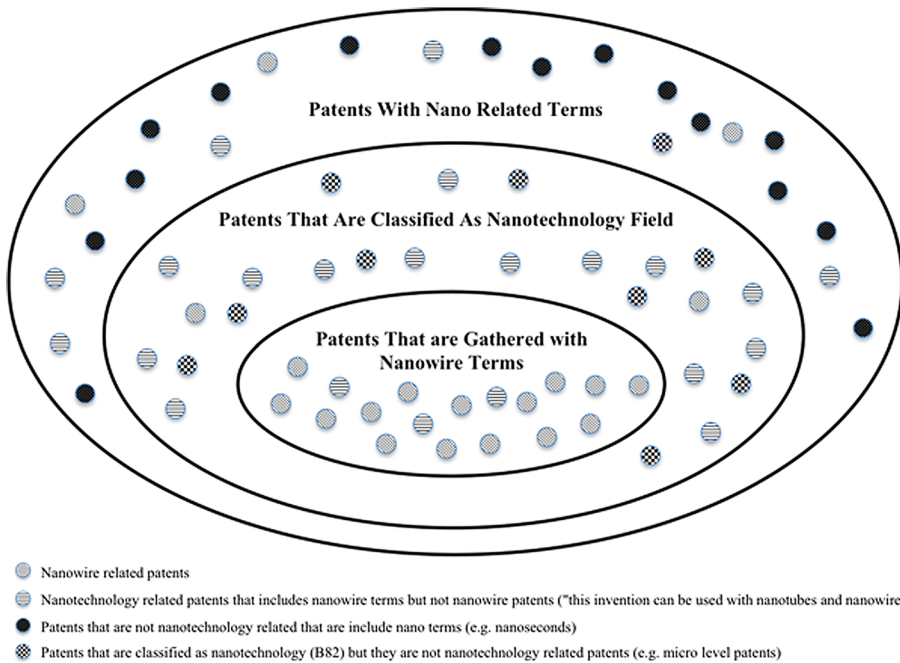 Patents With Nano Related Terms
Patents That Are Classified As Nanotechnology Field
Patents That are Gathered with
Nanowire Terms
Nanowire related patents
Nanotechnology related patents that includes nanowire terms but not nanowire patents ("this invention can be used with nanotubes and nanowire
Patents that are not nanotechnology related that are include nano terms (e.g. nanoseconds)
Patents that are classified as nanotechnology (B82) but they are not nanotechnology related patents (e.g. micro level patents)